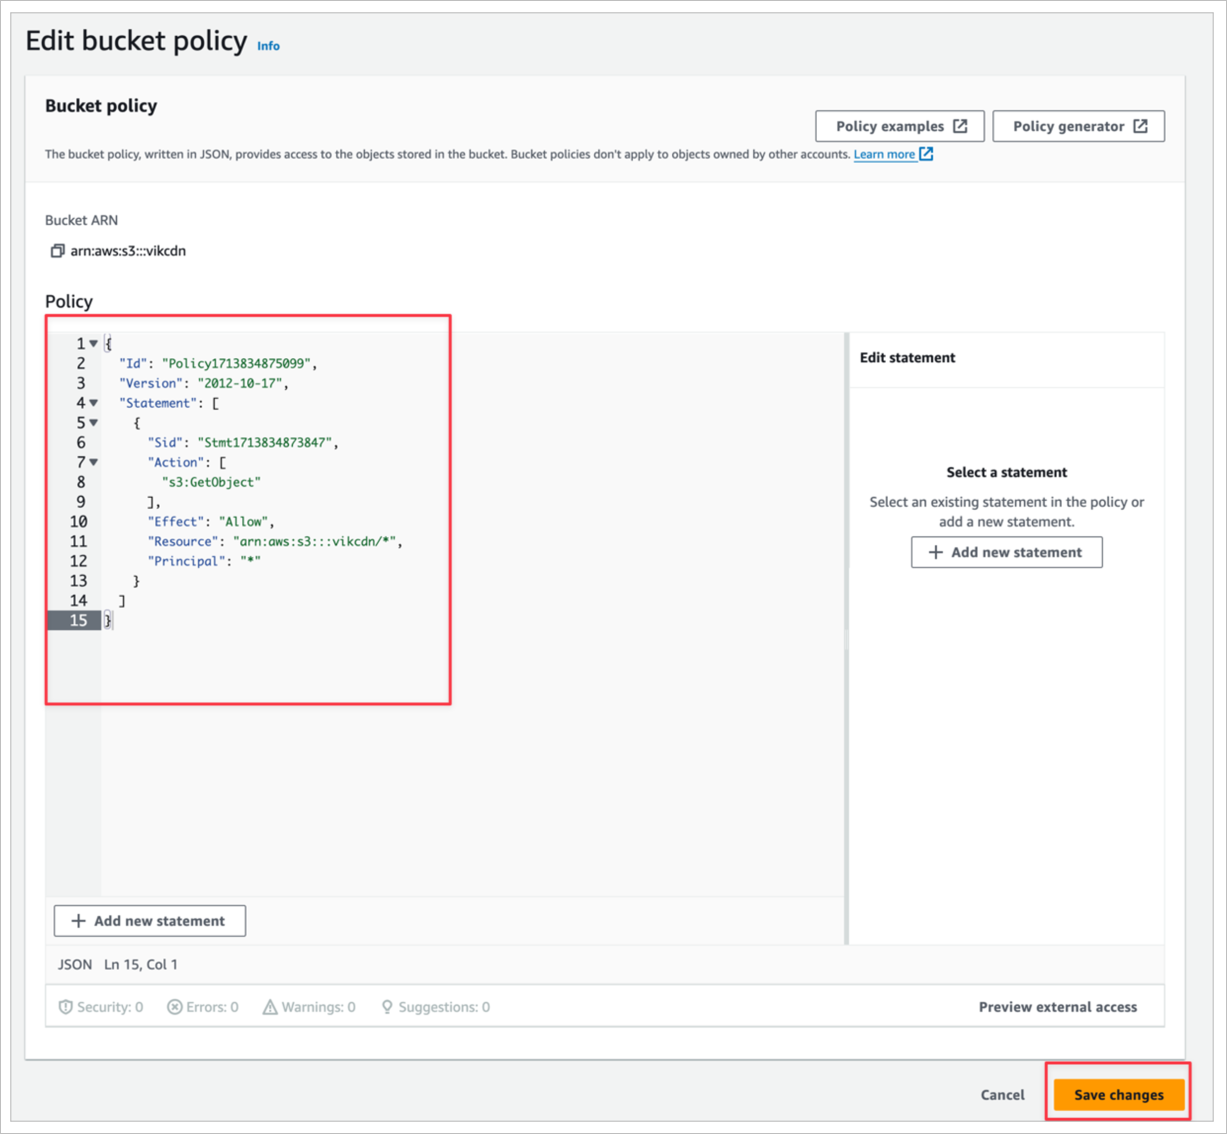 Edit bucket policy Info
Bucket policy
Policy examples
Policy generator
The bucket policy, written in JSON, provides access to the objects stored in the bucket. Bucket policies don't apply to objects owned by other accounts. Learn more
Bucket ARN
arn:aws:s3:::vikcdn
Policy
1 {
2 "Id": "Policy1713834875099",
3 "Version": "2012-10-17",
4 "Statement": [
5 {
6 "Sid": "Stmt1713834873847",
7 "Action": [
8 "s3:GetObject"
9 ],
10 "Effect": "Allow",
11 "Resource": "arn:aws:s3:::vikcdn/*",
12 "Principal": "*"
13 }
14 ]
15 }
Edit statement
Select a statement
Select an existing statement in the policy or
add a new statement.
+ Add new statement
+ Add new statement
JSON Ln 15, Col 1
Security: 0 Errors: 0 Warnings: 0 Suggestions: 0
Preview external access
Cancel
Save changes